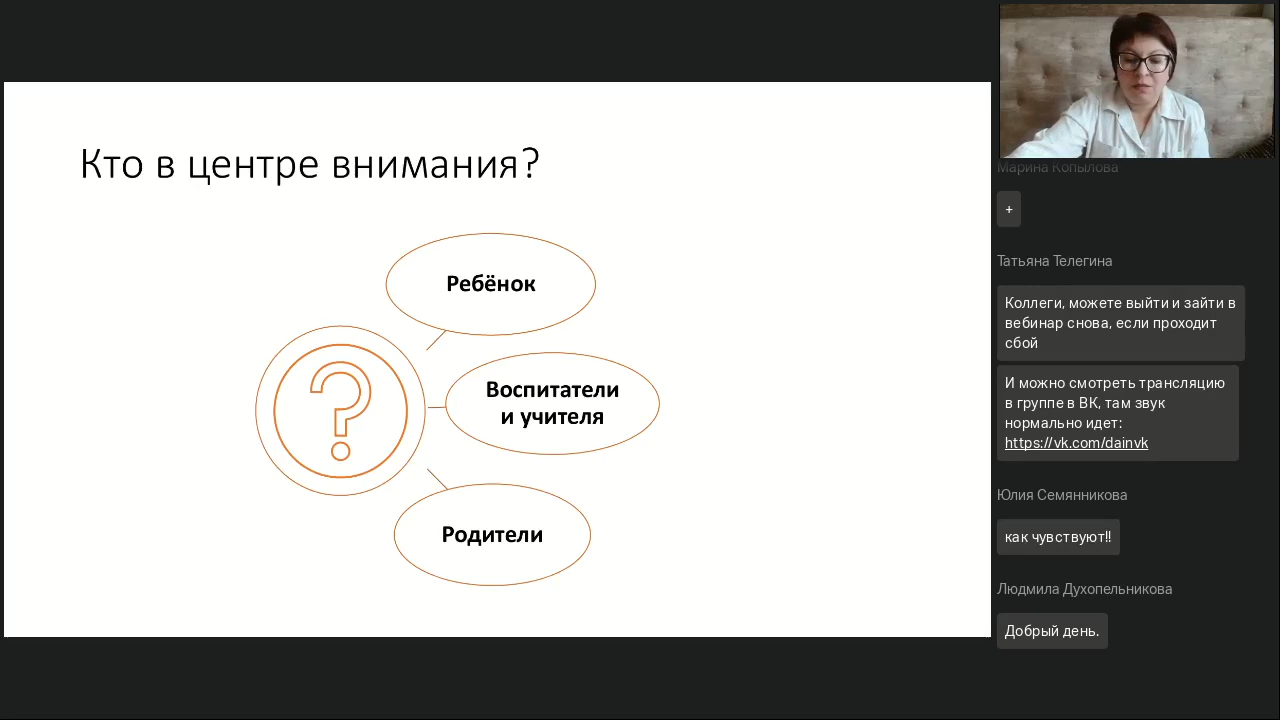 Кто в центре внимания?
Ребёнок
Воспитатели
и учителя
Родители
?
Марина Копылова
+
Татьяна Телегина
Коллеги, можете выйти и зайти в
вебинар снова, если проходит
сбой
И можно смотреть трансляцию
в группе в ВК, там звук
нормально идет:
https://vk.com/dainvk
Юлия Семянникова
как чувствуют!!
Людмила Духопельникова
Добрый день.